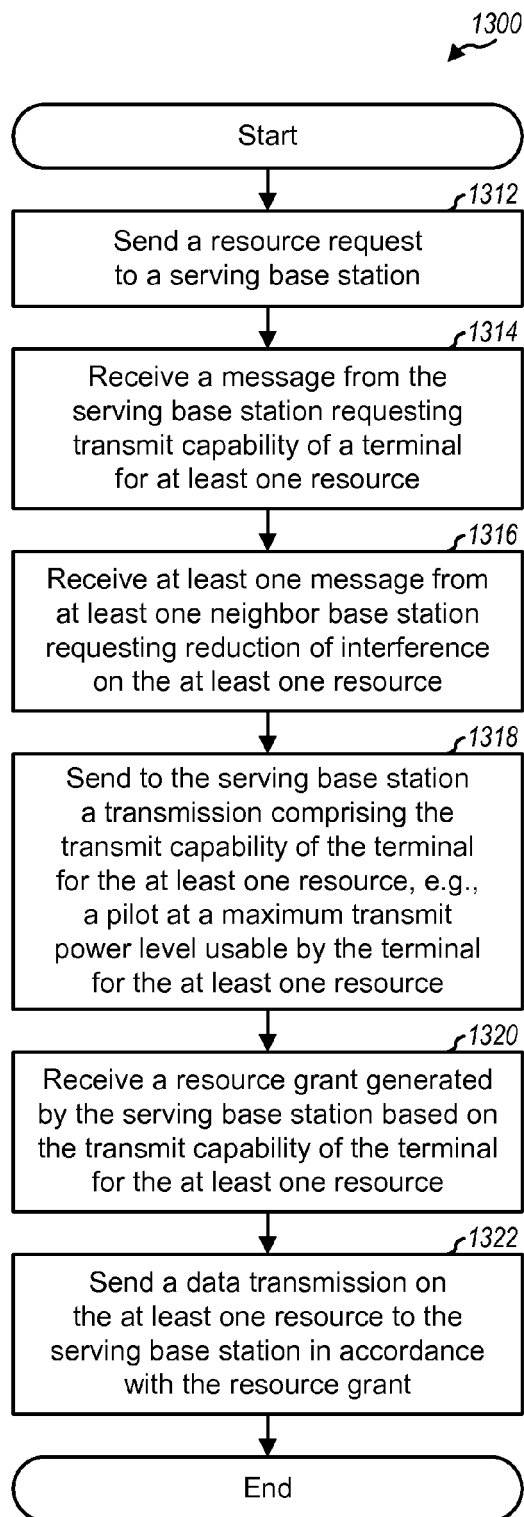 1300
Start
1312
Send a resource request
to a serving base station
1314
Receive a message from the
serving base station requesting
transmit capability of a terminal
for at least one resource
1316
Receive at least one message from
at least one neighbor base station
requesting reduction of interference
on the at least one resource
1318
Send to the serving base station
a transmission comprising the
transmit capability of the terminal
for the at least one resource, e.g.,
a pilot at a maximum transmit
power level usable by the terminal
for the at least one resource
1320
Receive a resource grant generated
by the serving base station based on
the transmit capability of the terminal
for the at least one resource
1322
Send a data transmission on
the at least one resource to the
serving base station in accordance
with the resource grant
End